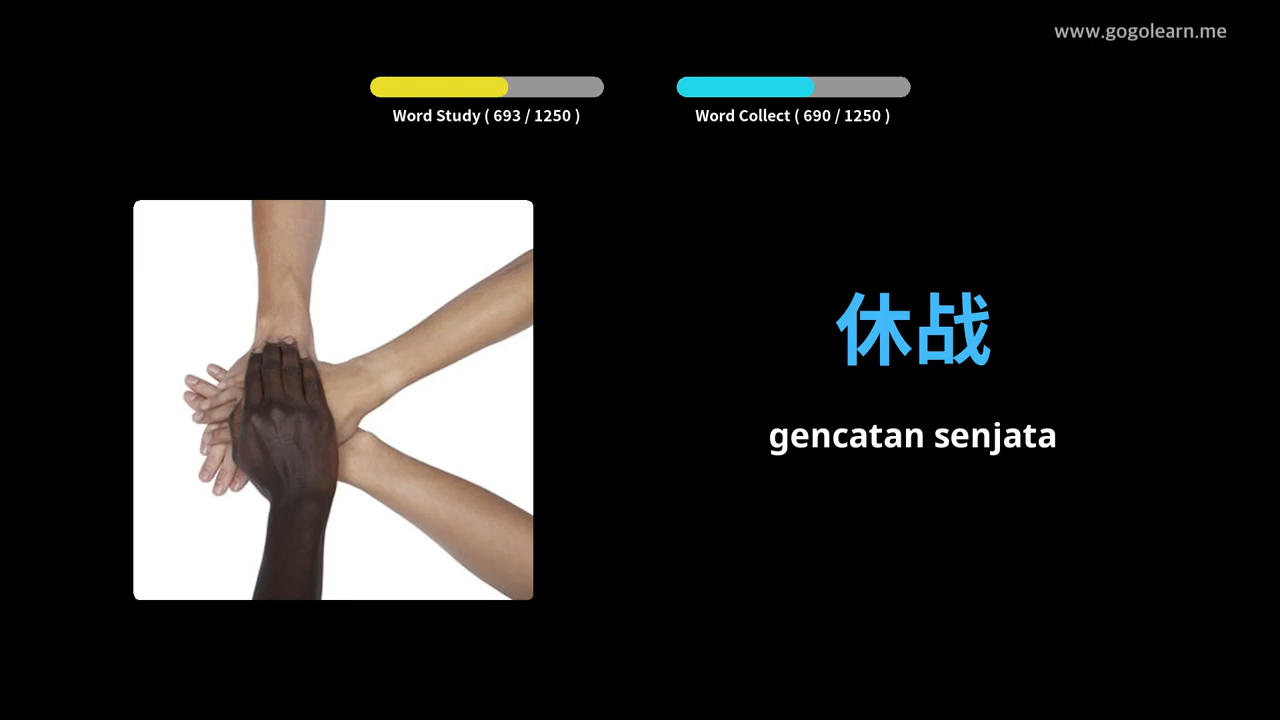 www.gogolearn.me
Word Study ( 693 / 1250 )
Word Collect ( 690 / 1250 )
休战
gencatan senjata